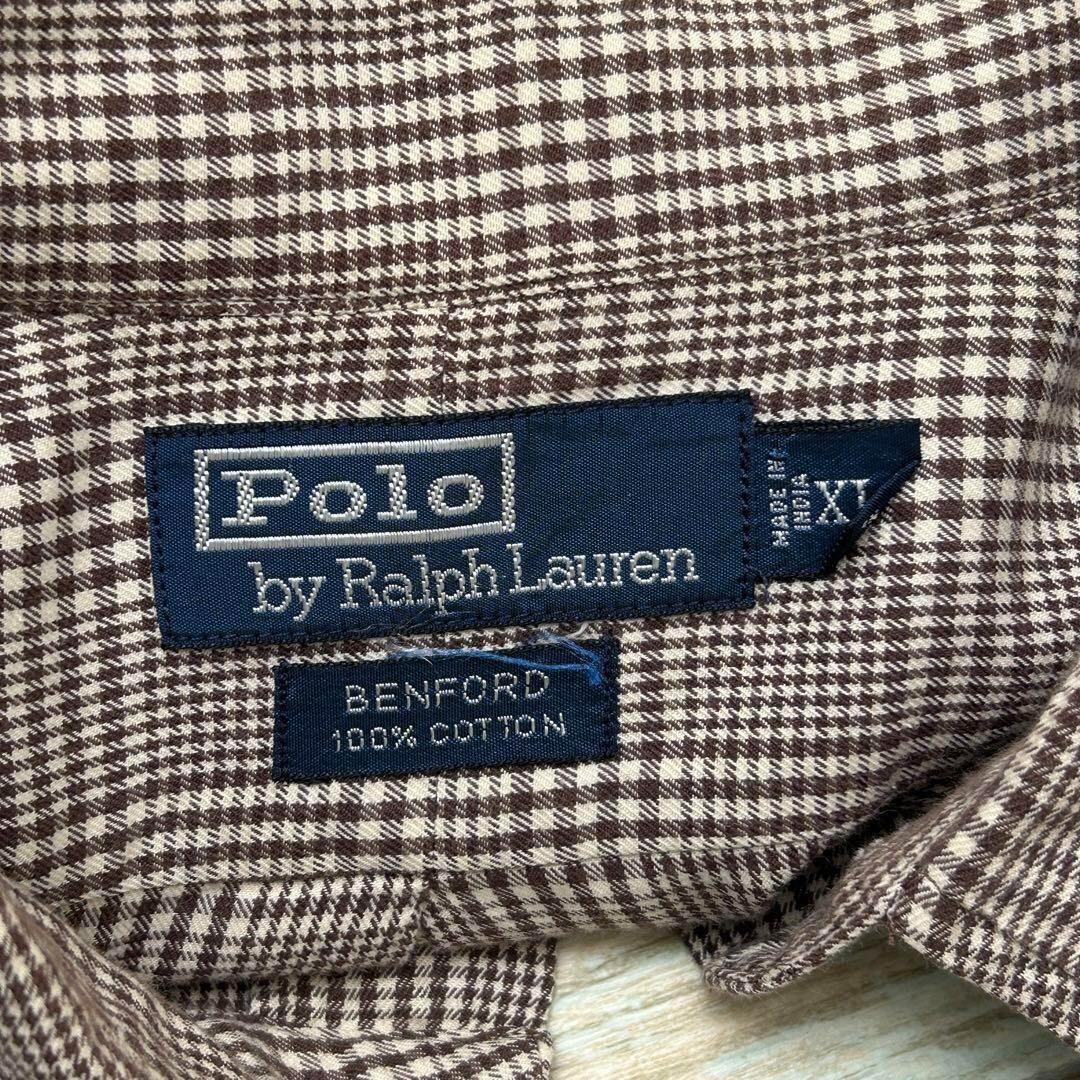 Polo
by Ralph Lauren
MADE IN
INDIA
XL
BENFORD
100% COTTON